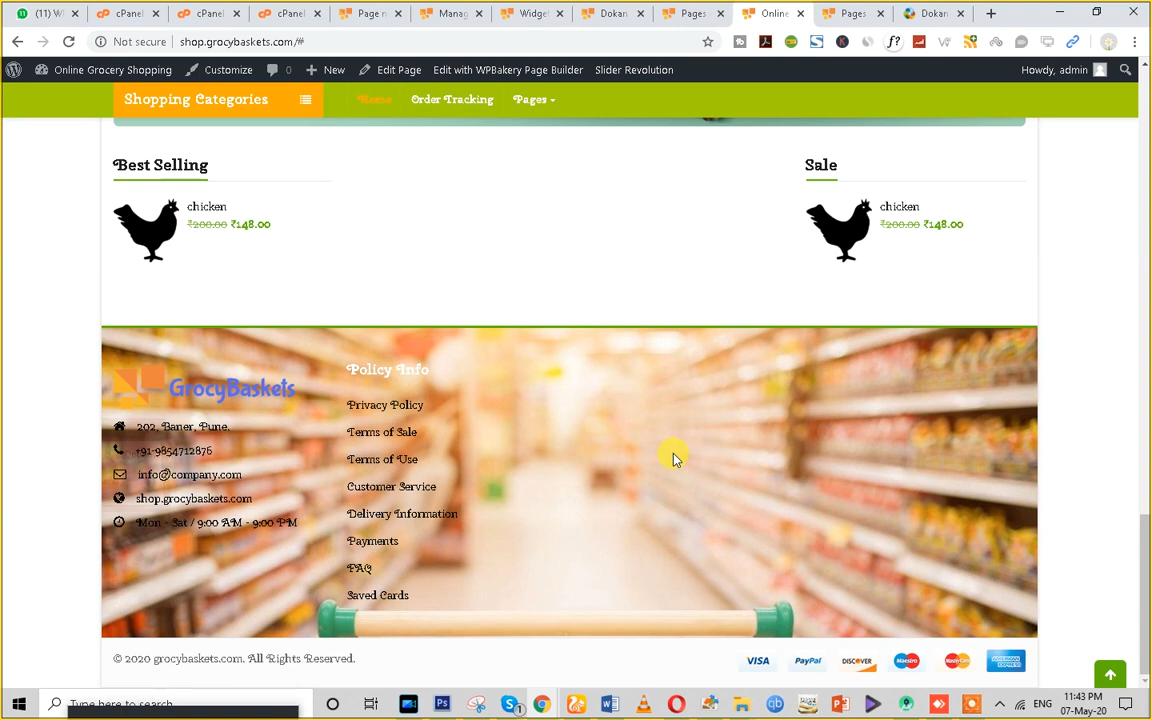 (11) W
cPanel
cPanel
cPanel
Page n
Manag
Widge
Dokan
Pages
Online
Pages
Dokan
Not secure
shop.grocybaskets.com/#
Online Grocery Shopping
Customize
0
New
Edit Page
Edit with WPBakery Page Builder
Slider Revolution
Howdy, admin
Shopping Categories
Home
Order Tracking
Pages
Best Selling
Sale
chicken
₹200.00 ₹148.00
chicken
₹200.00 ₹148.00
GrocyBaskets
202, Baner, Pune.
+91-9854712876
info@company.com
shop.grocybaskets.com
Mon - Sat / 9:00 AM - 9:00 PM
Policy Info
Privacy Policy
Terms of Sale
Terms of Use
Customer Service
Delivery Information
Payments
FAQ
Saved Cards
© 2020 grocybaskets.com. All Rights Reserved.
VISA
PayPal
DISCOVER
Maestro
MasterCard
AMERICAN EXPRESS
Type here to search
ENG
11:43 PM
07-May-20